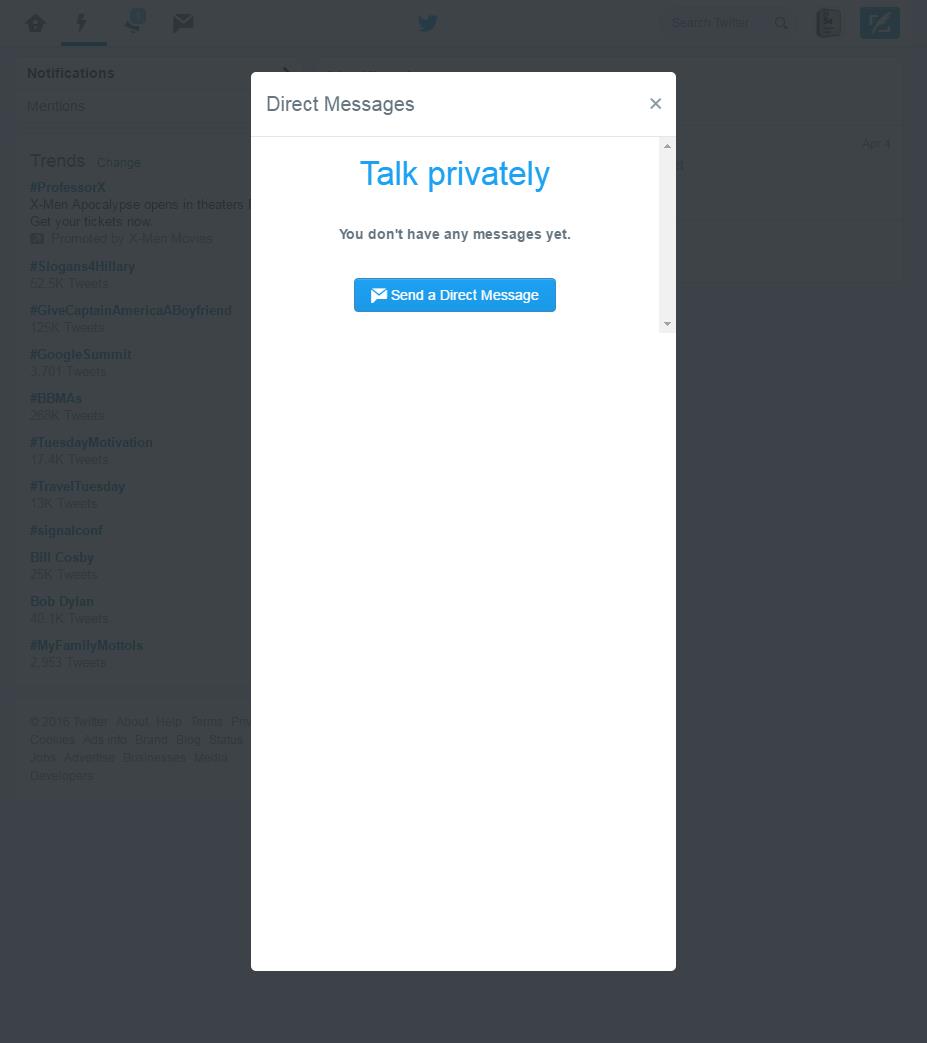 1
Search Twitter
Notifications
Mentions
Direct Messages
×
Talk privately
You don't have any messages yet.
Send a Direct Message
Apr 4
Trends Change
#ProfessorX
X-Men Apocalypse opens in theaters
Get your tickets now.
Promoted by X-Men Movies
#Slogans4Hillary
52.5K Tweets
#GiveCaptainAmericaABoyfriend
125K Tweets
#GoogleSummit
3,701 Tweets
#BBMAs
268K Tweets
#TuesdayMotivation
17.4K Tweets
#TravelTuesday
13K Tweets
#signalconf
Bill Cosby
25K Tweets
Bob Dylan
40.1K Tweets
#MyFamilyMottoIs
2,953 Tweets
© 2016 Twitter About Help Terms Priv
Cookies Ads info Brand Blog Status
Jobs Advertise Businesses Media
Developers